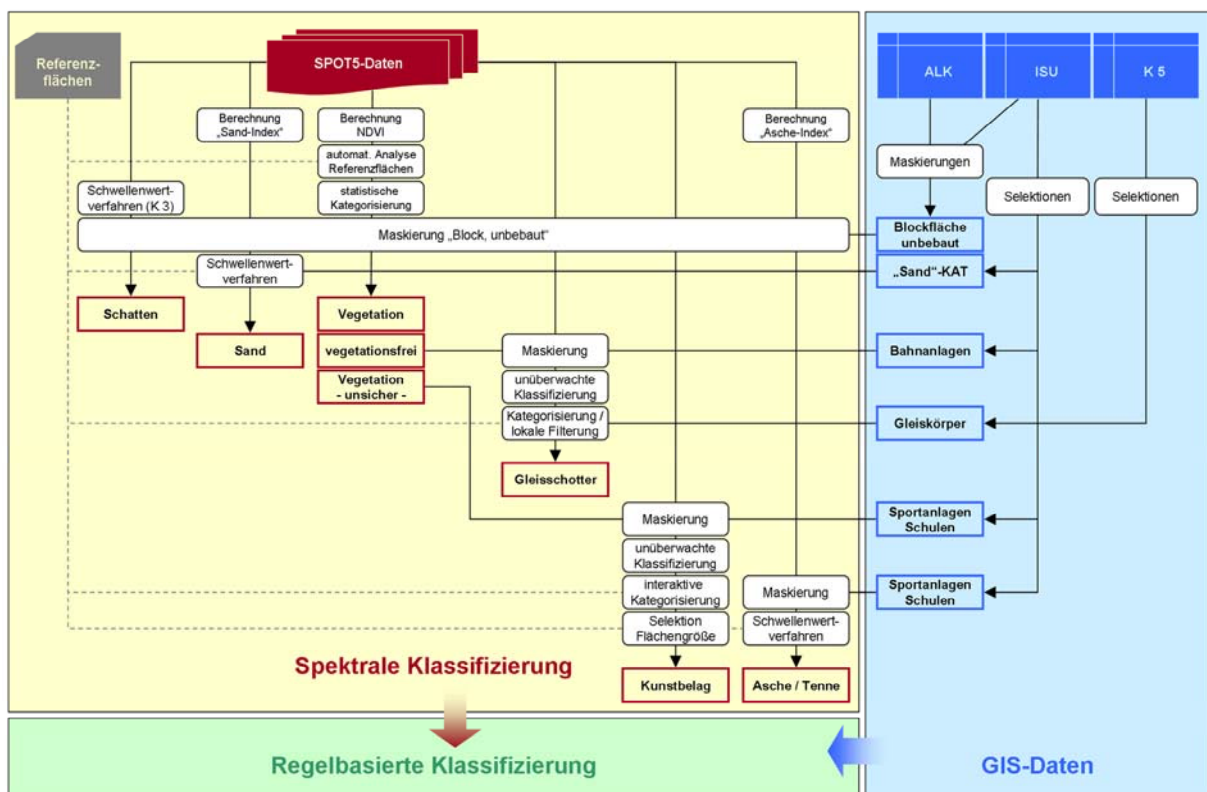 Referenz-
flächen
SPOT5-Daten
ALK
ISU
K 5
Berechnung
„Sand-Index"
Berechnung
NDVI
Berechnung
„Asche-Index"
automat. Analyse
Referenzflächen
Maskierungen
Schwellenwert-
verfahren (K 3)
statistische
Kategorisierung
Selektionen
Selektionen
Maskierung „Block, unbebaut"
Blockfläche
unbebaut
Schwellenwert-
verfahren
„Sand"-KAT
Schatten
Vegetation
Sand
vegetationsfrei
Maskierung
Bahnanlagen
Vegetation
- unsicher -
unüberwachte
Klassifizierung
Kategorisierung /
lokale Filterung
Gleiskörper
Gleisschotter
Maskierung
Sportanlagen
Schulen
unüberwachte
Klassifizierung
interaktive
Kategorisierung
Maskierung
Sportanlagen
Schulen
Selektion
Flächengröße
Schwellenwert-
verfahren
Spektrale Klassifizierung
Kunstbelag
Asche / Tenne
Regelbasierte Klassifizierung
GIS-Daten